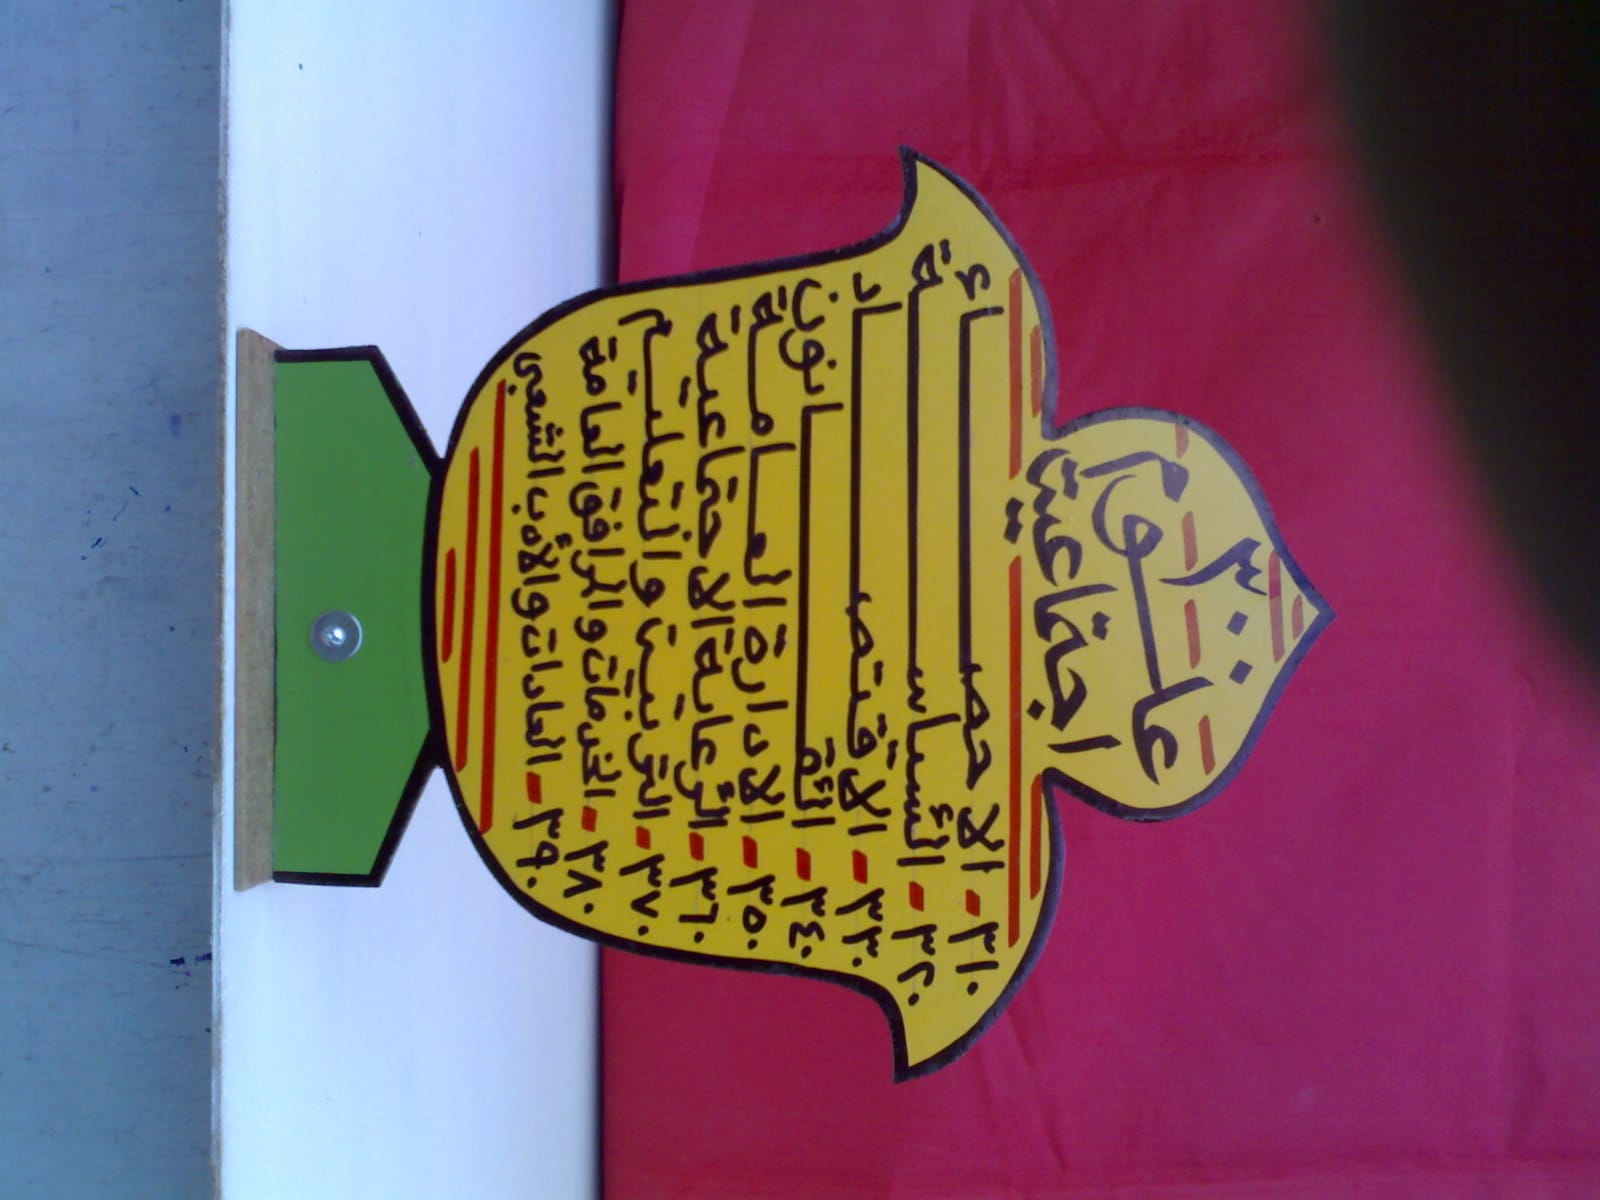 ٣٠٠
علوم
اجتماعية
٣١٠ - الاحصاء
٣٢٠ - السياسة
٣٣٠ - الاقتصاد
٣٤٠ - القانون
٣٥٠ - الادارة العامة
٣٦٠ - الرعاية الاجتماعية
٣٧٠ - التربية والتعليم
٣٨٠ - الخدمات والمرافق العامة
٣٩٠ - العادات والأدب الشعبى